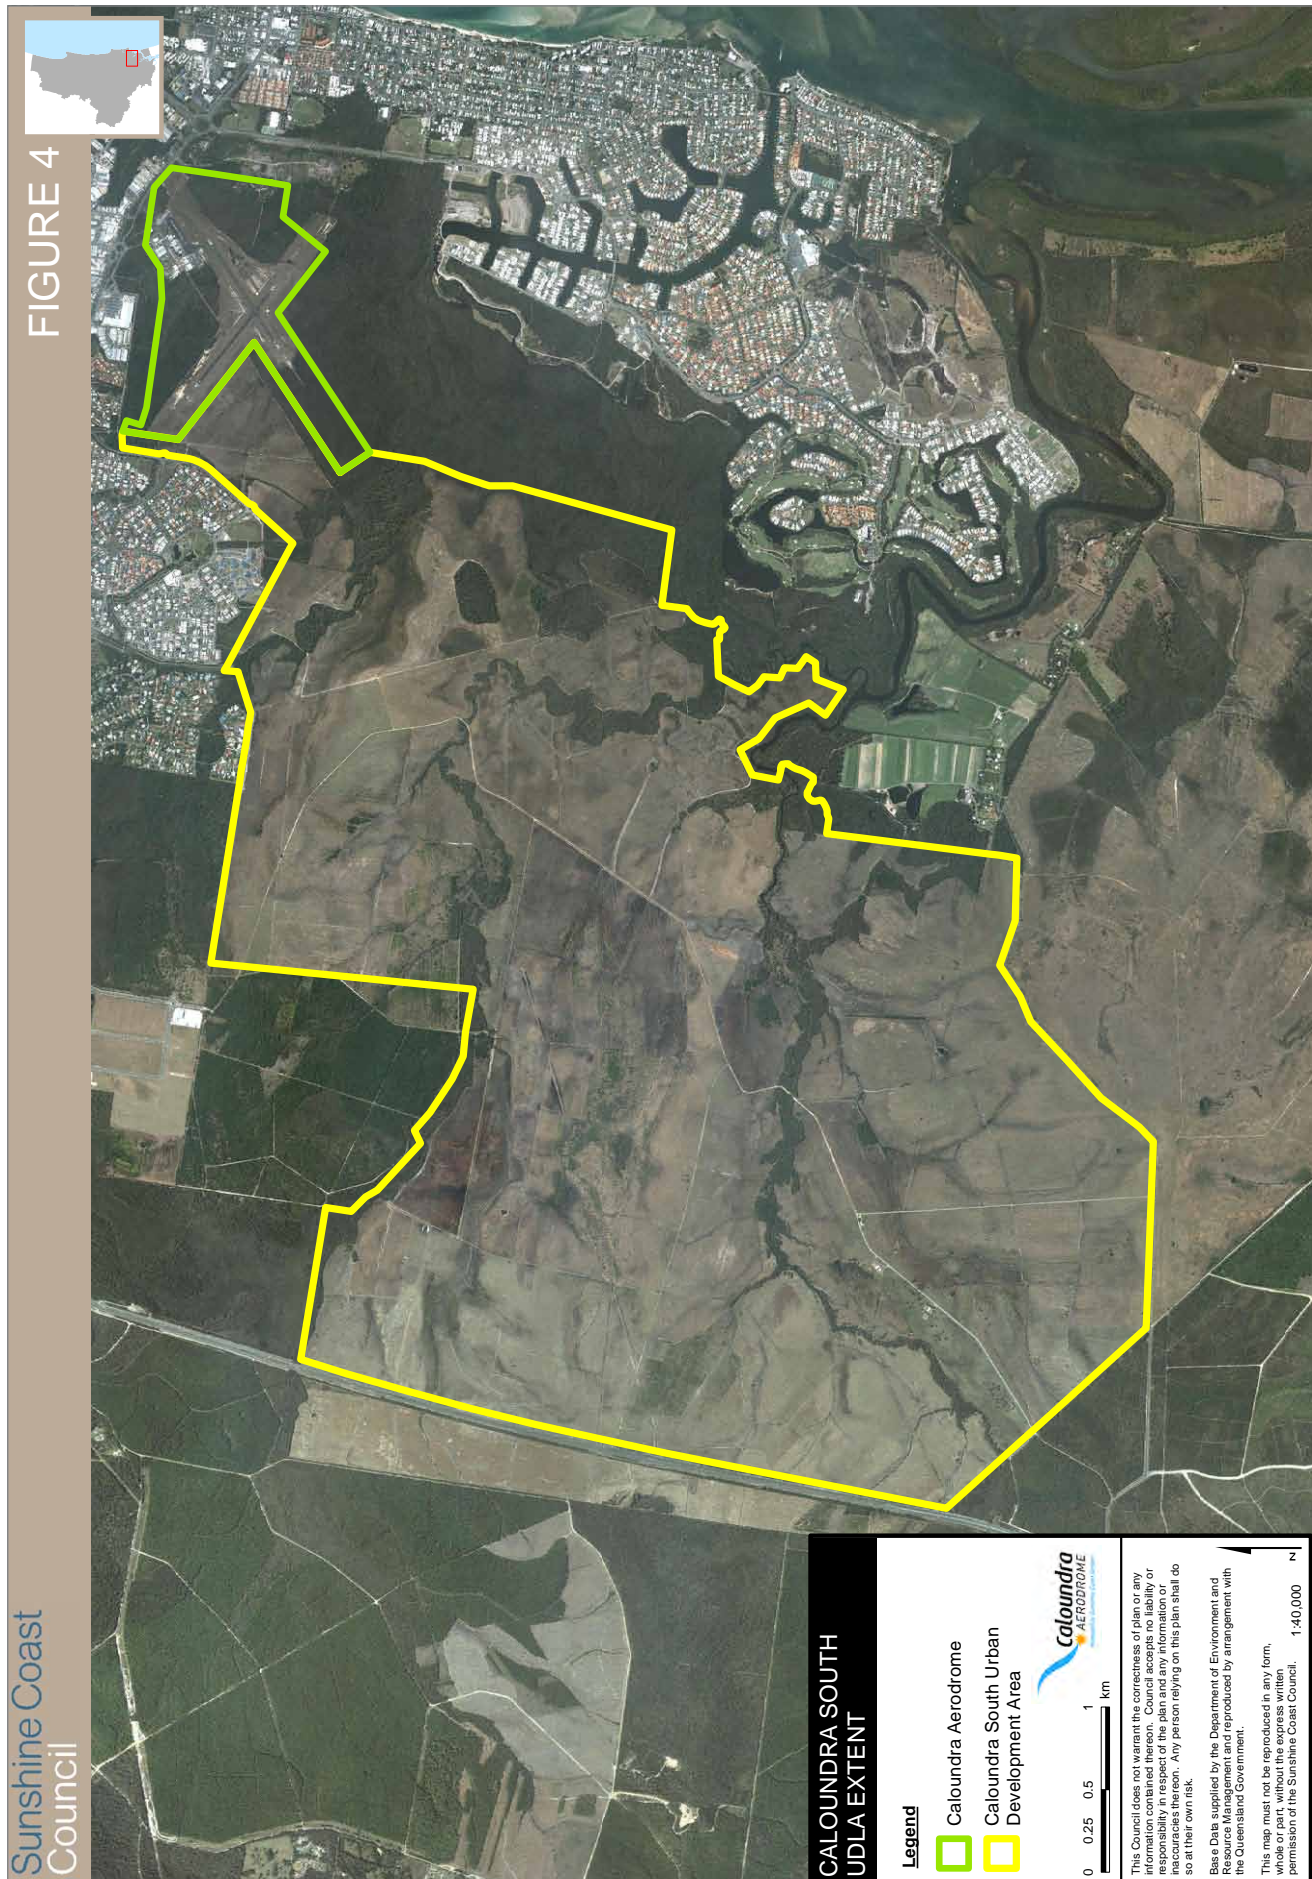 Sunshine Coast
Council
FIGURE 4
CALOUNDRA SOUTH
UDLA EXTENT
Legend
Caloundra Aerodrome
Caloundra South Urban
Development Area
Caloundra
AERODROME
0 0.25 0.5 1
km
This Council does not warrant the correctness of plan or any
information contained thereon. Council accepts no liability or
responsibility in respect of the plan and any information or
inaccuracies thereon. Any person relying on this plan shall do
so at their own risk.
Base Data supplied by the Department of Environment and
Resource Management and reproduced by arrangement with
the Queensland Government.
This map must not be reproduced in any form,
whole or part, without the express written
permission of the Sunshine Coast Council.
1:40,000
N